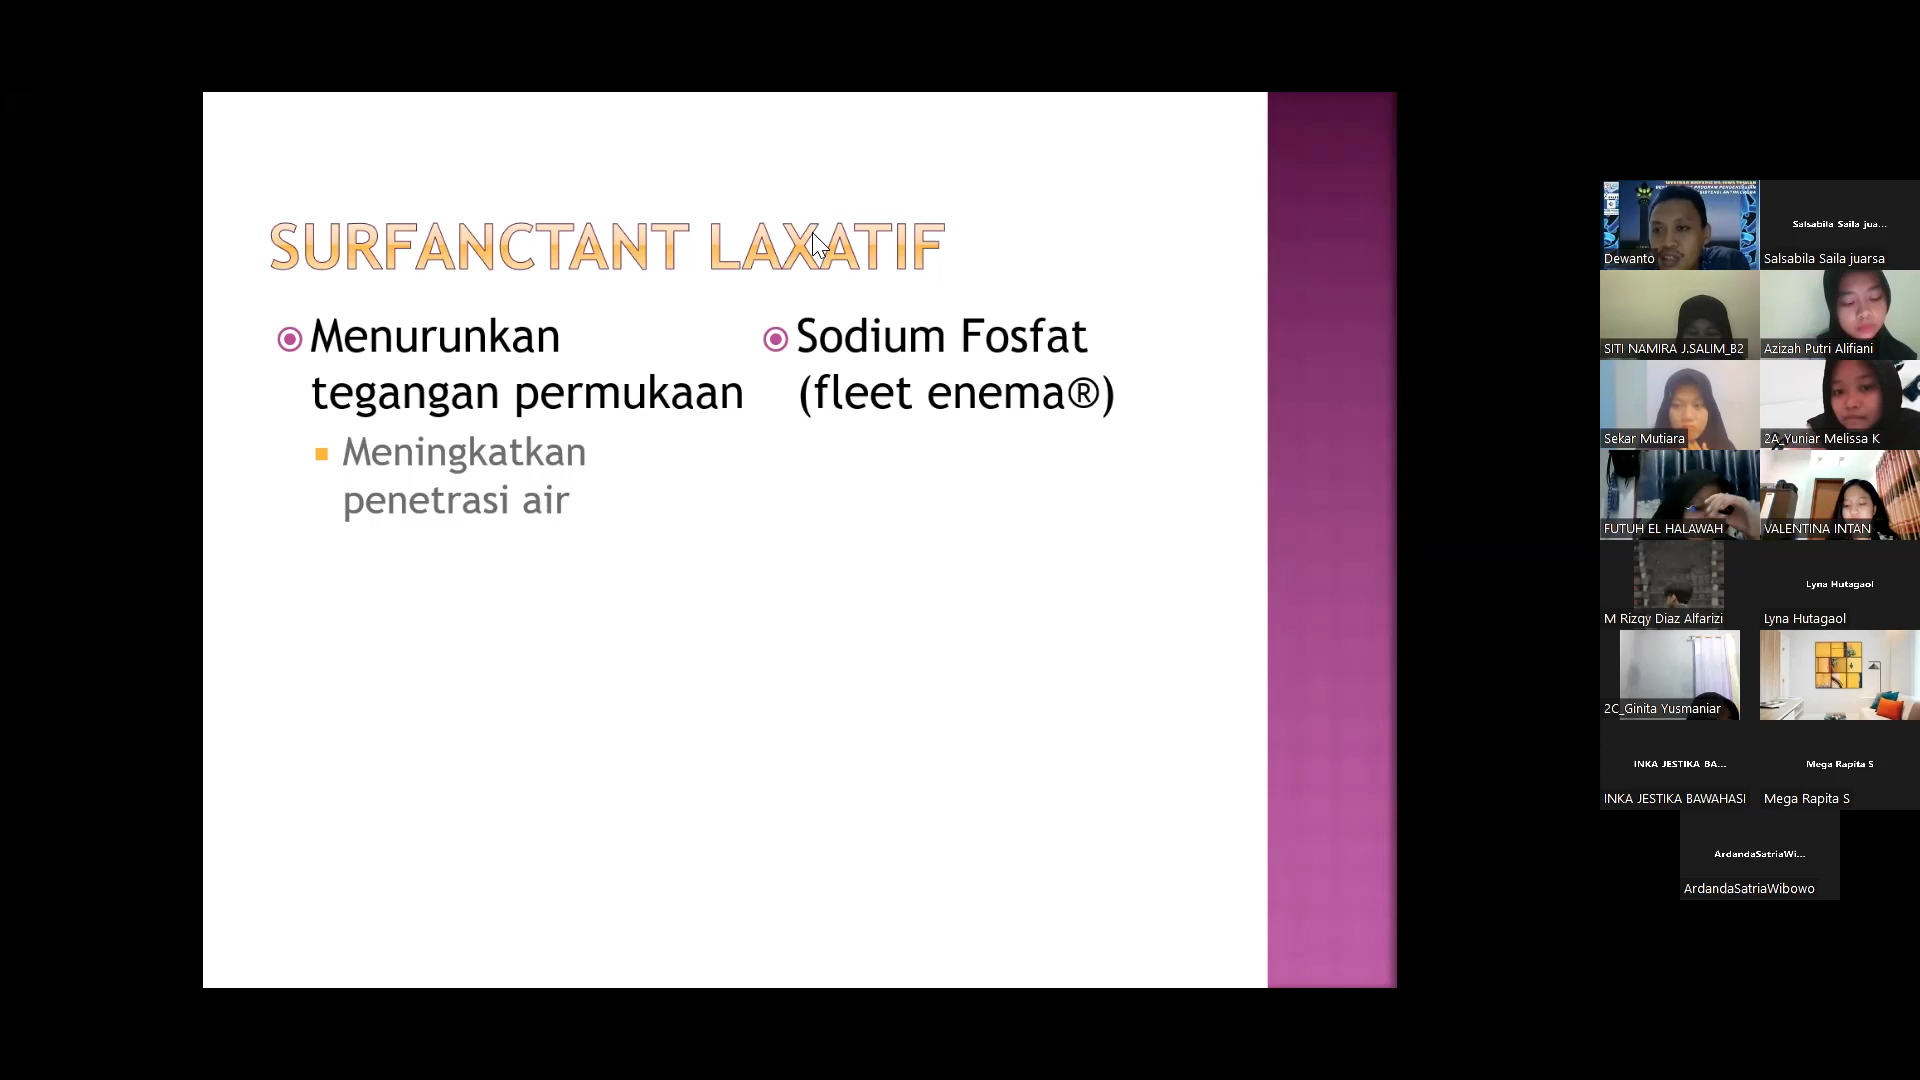 SURFANCTANT LAXATIF
Menurunkan
tegangan permukaan
Meningkatkan
penetrasi air
Sodium Fosfat
(fleet enema®)
Dewanto
Salsabila Saila jua...
Salsabila Saila juarsa
SITI NAMIRA J.SALIM_B2
Azizah Putri Alifiani
Sekar Mutiara
2A_Yuniar Melissa K
FUTUH EL HALAWAH
VALENTINA INTAN
M Rizqy Diaz Alfarizi
Lyna Hutagaol
Lyna Hutagaol
2C_Ginita Yusmaniar
INKA JESTIKA BA...
INKA JESTIKA BAWAHASI
Mega Rapita S
Mega Rapita S
ArdandaSatriaWi...
ArdandaSatriaWibowo